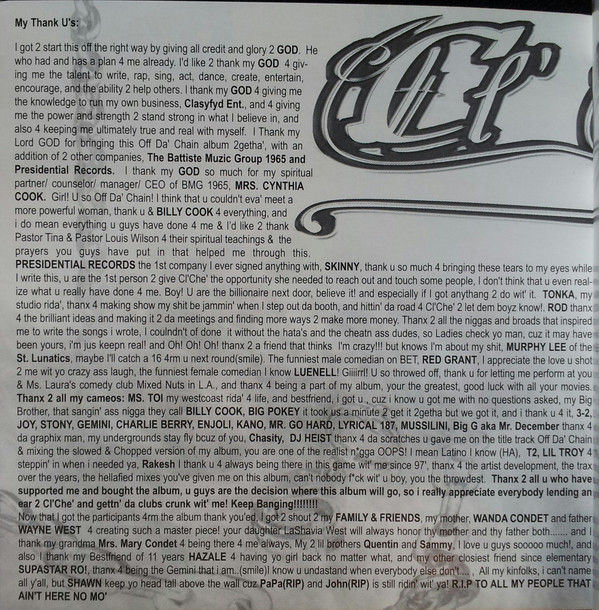 My Thank U's:
I got 2 start this off the right way by giving all credit and glory 2 GOD. He
who had and has a plan 4 me already. I'd like 2 thank my GOD 4 giv-
ing me the talent to write, rap, sing, act, dance, create, entertain,
encourage, and the ability 2 help others. I thank my GOD 4 giving me
the knowledge to run my own business, Clasyfyd Ent., and 4 giving
me the power and strength 2 stand strong in what I believe in, and
also 4 keeping me ultimately true and real with myself. I Thank my
Lord GOD for bringing this Off Da' Chain album 2getha', with an
addition of 2 other companies, The Battiste Muzic Group 1965 and
Presidential Records. I thank my GOD so much for my spiritual
partner/ counselor/ manager/ CEO of BMG 1965, MRS. CYNTHIA
COOK. Girl! U so Off Da' Chain! I think that u couldn't eva' meet a
more powerful woman, thank u & BILLY COOK 4 everything, and
i do mean everything u guys have done 4 me & I'd like 2 thank
Pastor Tina & Pastor Louis Wilson 4 their spiritual teachings & the
prayers you guys have put in that helped me through this.
PRESIDENTIAL RECORDS the 1st company I ever signed anything with, SKINNY, thank u so much 4 bringing these tears to my eyes while
I write this, u are the 1st person 2 give Cl'Che' the opportunity she needed to reach out and touch some people, I don't think that u even real-
ize what u really have done 4 me. Boy! U are the billionaire next door, believe it! and especially if I got anythang 2 do wit' it. TONKA, my
studio rida', thanx 4 making show my shit be jammin' when I step out da booth, and hittin' da road 4 Cl'Che' 2 let dem boyz know!. ROD thanx
4 the brilliant ideas and making it 2 da meetings and finding more ways 2 make more money. Thanx 2 all the niggas and broads that inspired
me to write the songs i wrote, I coulndn't of done it without the hata's and the cheatn ass dudes, so Ladies check yo man, cuz it may have
been yours, i'm jus keepn real! and Oh! Oh! Oh! thanx 2 a friend that thinks I'm crazy!!! but knows I'm about my shit, MURPHY LEE of the
St. Lunatics, maybe I'll catch a 16 4rm u next round(smile). The funniest male comedian on BET, RED GRANT, I appreciate the love u shot
2 me wit yo crazy ass laugh, the funniest female comedian I know LUENELL! Giiiirrl! U so throwed off, thank u for letting me perform at you
& Ms. Laura's comedy club Mixed Nuts in L.A., and thanx 4 being a part of my album, your the greatest, good luck with all your movies.
Thanx 2 all my cameos: MS. TOI my westcoast rida' 4 life, and bestfriend, i got u , cuz i know u got me with no questions asked, my Big
Brother, that sangin' ass nigga they call BILLY COOK, BIG POKEY it took us a minute 2 get it 2getha but we got it, and i thank u 4 it, 3-2,
JOY, STONY, GEMINI, CHARLIE BERRY, ENJOLI, KANO, MR. GO HARD, LYRICAL 187, MUSSILINI, Big G aka Mr. December thanx 4
da graphix man, my undergrounds stay fly bcuz of you, Chasity, DJ HEIST thanx 4 da scratches u gave me on the title track Off Da' Chain
& mixing the slowed & Chopped version of my album, you are one of the realist n*gga OOPS! I mean Latino I know (HA), T2, LIL TROY 4
steppin' in when i needed ya, Rakesh I thank u 4 always being there in this game wit' me since 97', thanx 4 the artist development, the trax
over the years, the hellafied mixes you've given me on this album, can't nobody f*ck wit' u boy, you the throwdest. Thanx 2 all u who have
supported me and bought the album, u guys are the decision where this album will go, so i really appreciate everybody lending an
ear 2 Cl'Che' and gettn' da clubs crunk wit' me! Keep Banging!!!!!!!!
Now that I got the participants 4rm the album thank you'ed, I got 2 shout 2 my FAMILY & FRIENDS, my mother, WANDA CONDET and father
WAYNE WEST 4 creating such a master piece! your daughter LaShavia West will always honor thy mother and thy father both....... and I
thank my grandma Mrs. Mary Condet 4 being there 4 me always, My 2 lil brothers Quentin and Sammy, I love u guys sooooo much!, and
also I thank my Bestfriend of 11 years HAZALE 4 having yo girl back no matter what, and my other closiest friend since elementary
SUPASTAR RO!, thanx 4 being the Gemini that i am..(smile)I know u undastand when everybody else don't...., All my kinfolks, i can't name
all y'all, but SHAWN keep yo head tall above the wall cuz PaPa(RIP) and John(RIP) is still ridin' wit' ya! R.I.P TO ALL MY PEOPLE THAT
AIN'T HERE NO MO'